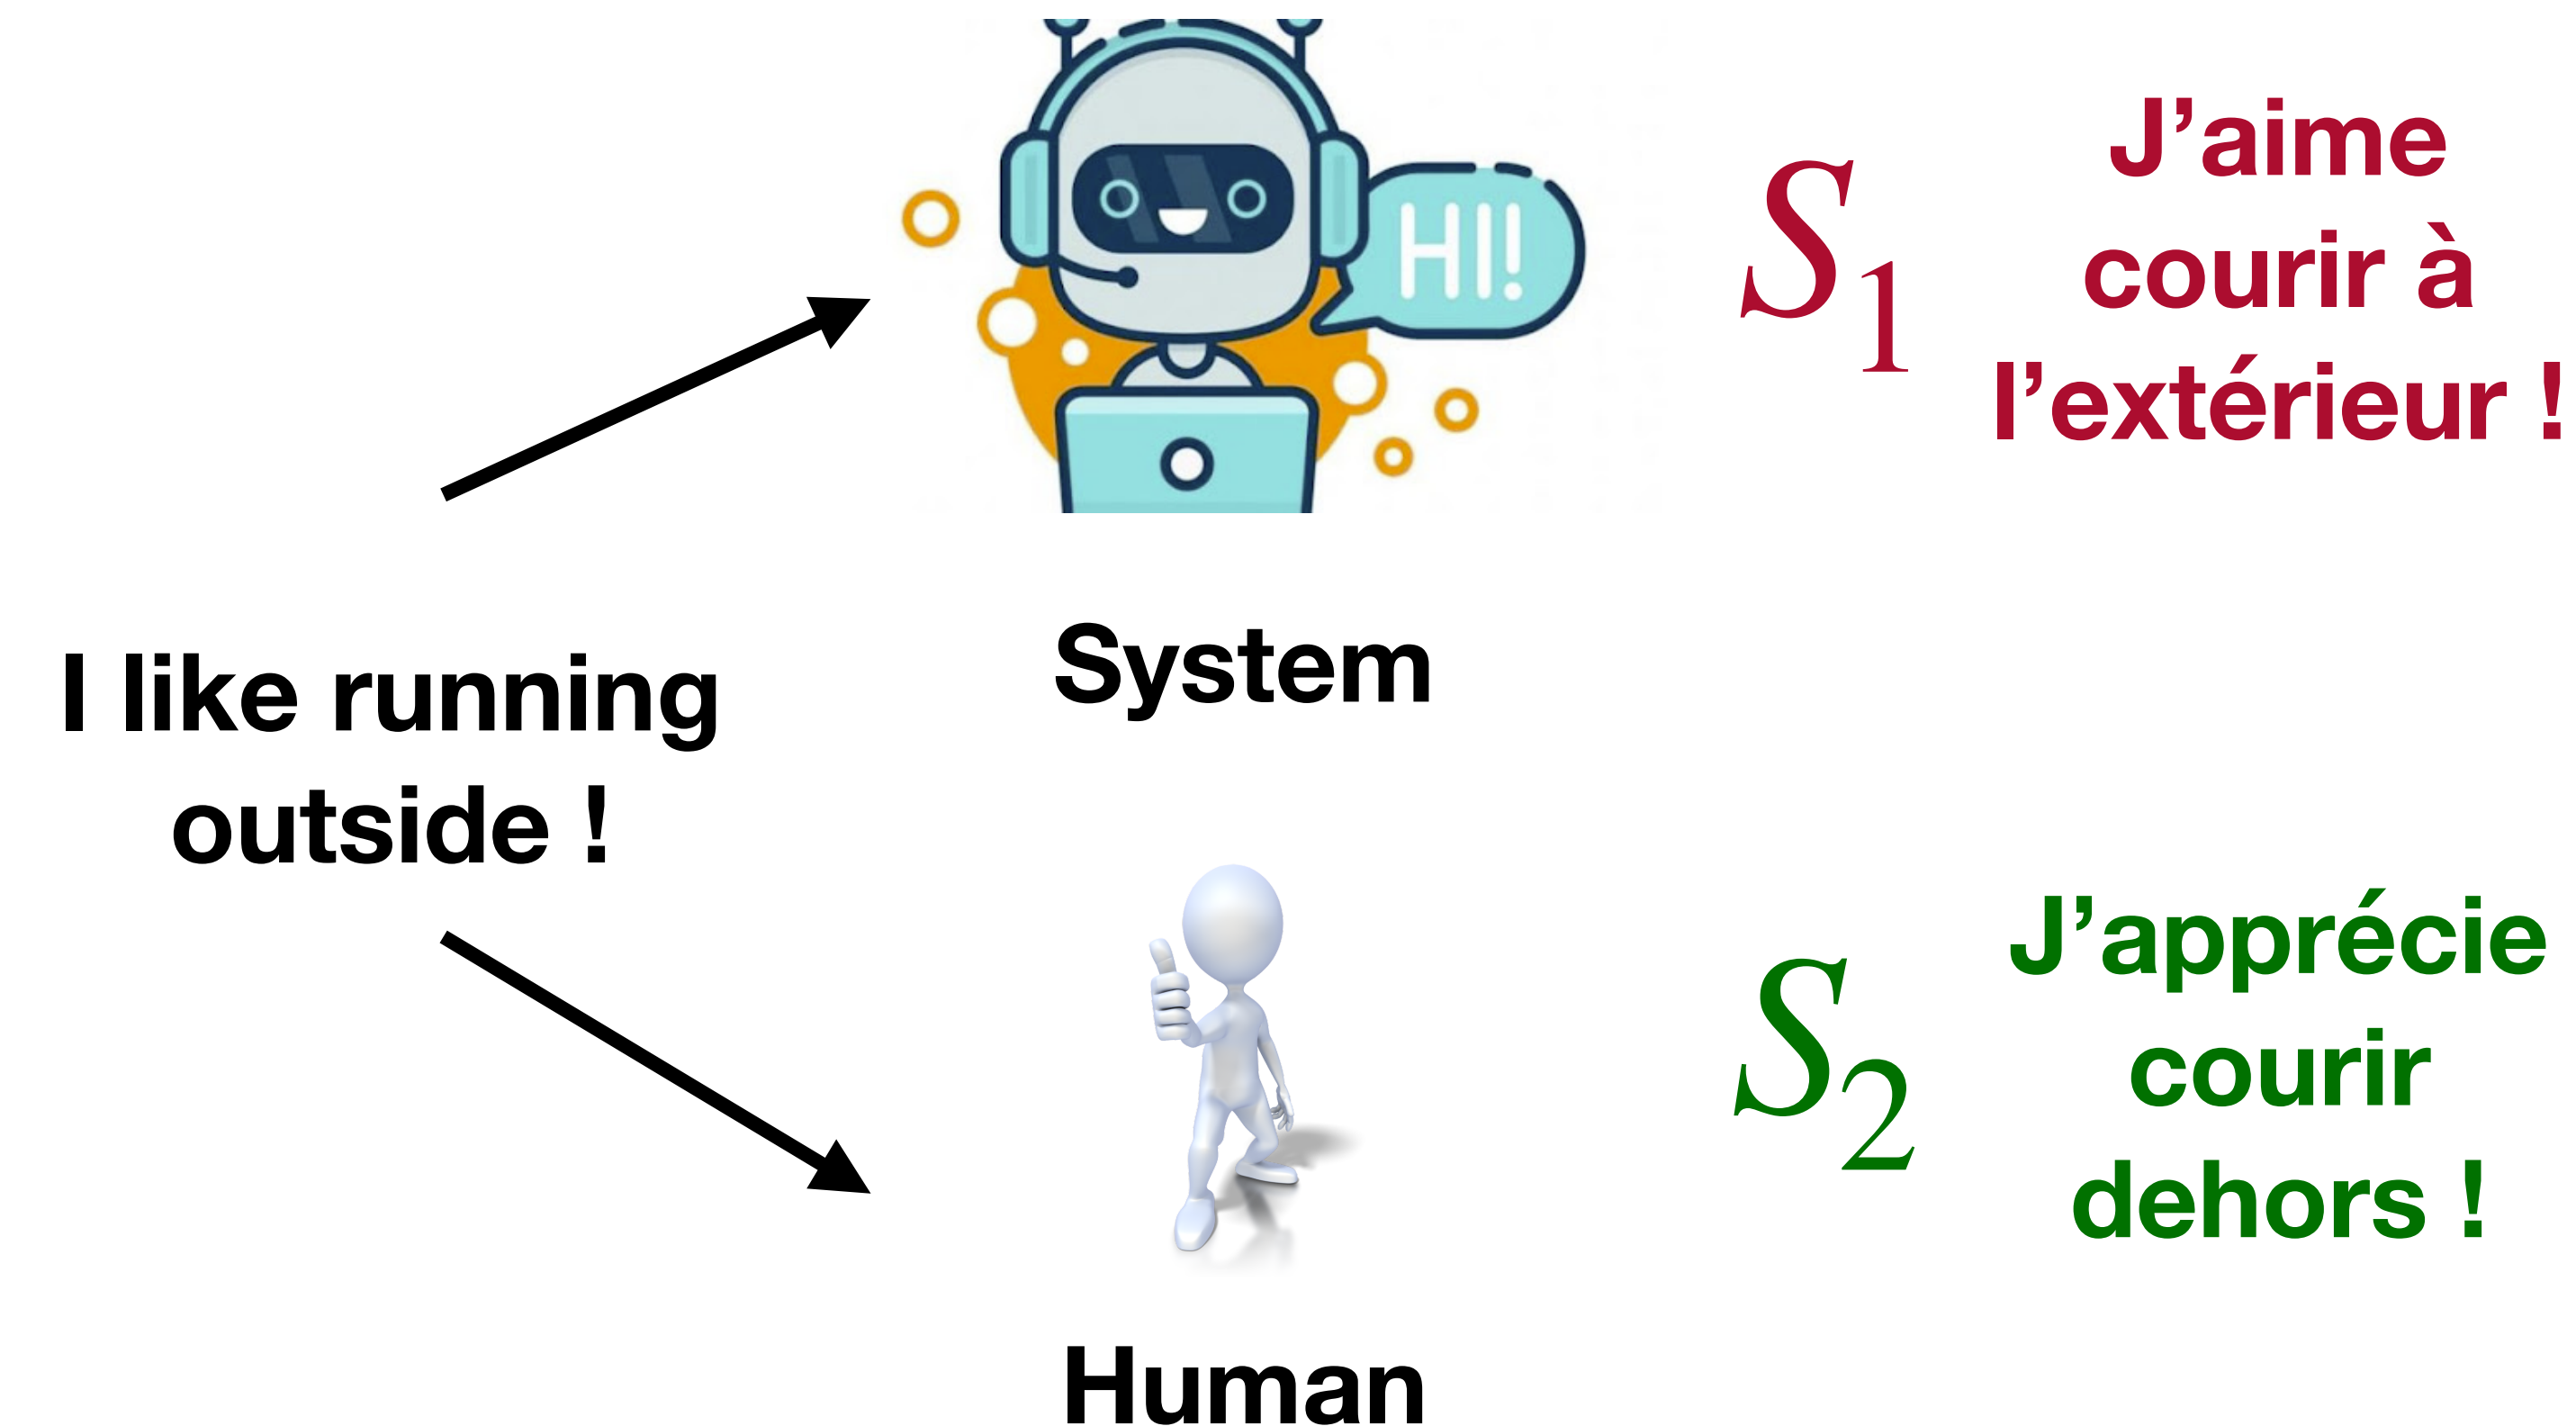 I like running
outside !
HI!
System
S₁
J’aime
courir à
l’extérieur !
Human
S₂
J’apprécie
courir
dehors !